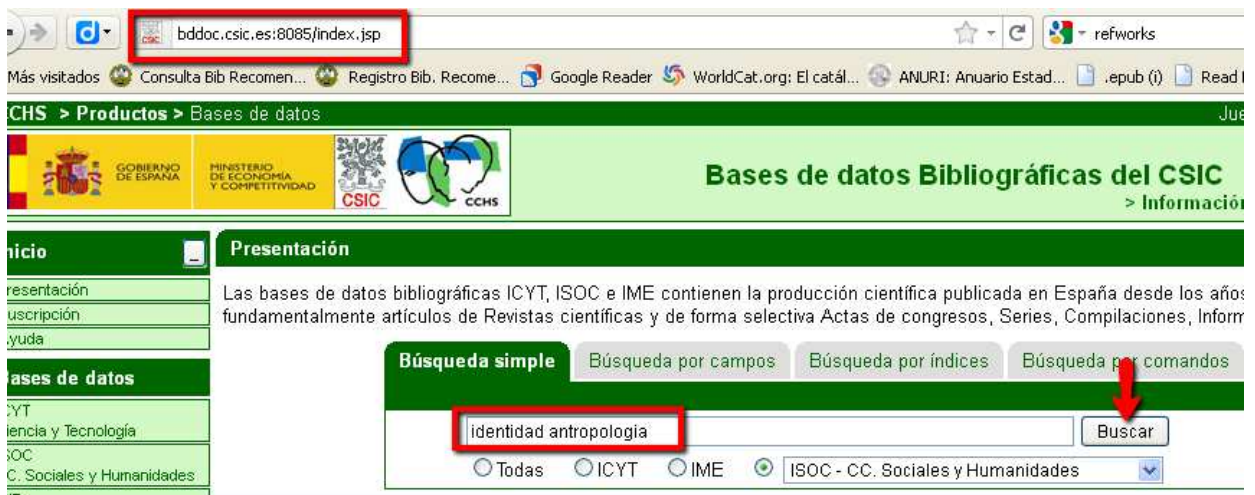 bddoc.csic.es:8085/index.jsp
refworks
Más visitados Consulta Bib Recomen... Registro Bib. Recome... Google Reader WorldCat.org: El catál... ANURI: Anuario Estad... .epub (i) Read
CCHS > Productos > Bases de datos
Jue
GOBIERNO DE ESPAÑA
MINISTERIO DE ECONOMÍA Y COMPETITIVIDAD
CSIC
CCHS
Bases de datos Bibliográficas del CSIC
> Información
nicio
Presentación
resentación
uscripción
yuda
Las bases de datos bibliográficas ICYT, ISOC e IME contienen la producción científica publicada en España desde los años
fundamentalmente artículos de Revistas científicas y de forma selectiva Actas de congresos, Series, Compilaciones, Inform
Búsqueda simple Búsqueda por campos Búsqueda por índices Búsqueda por comandos
ases de datos
CYT
iencia y Tecnología
SOC
C. Sociales y Humanidades
identidad antropologia
Buscar
Todas ICYT IME ISOC - CC. Sociales y Humanidades